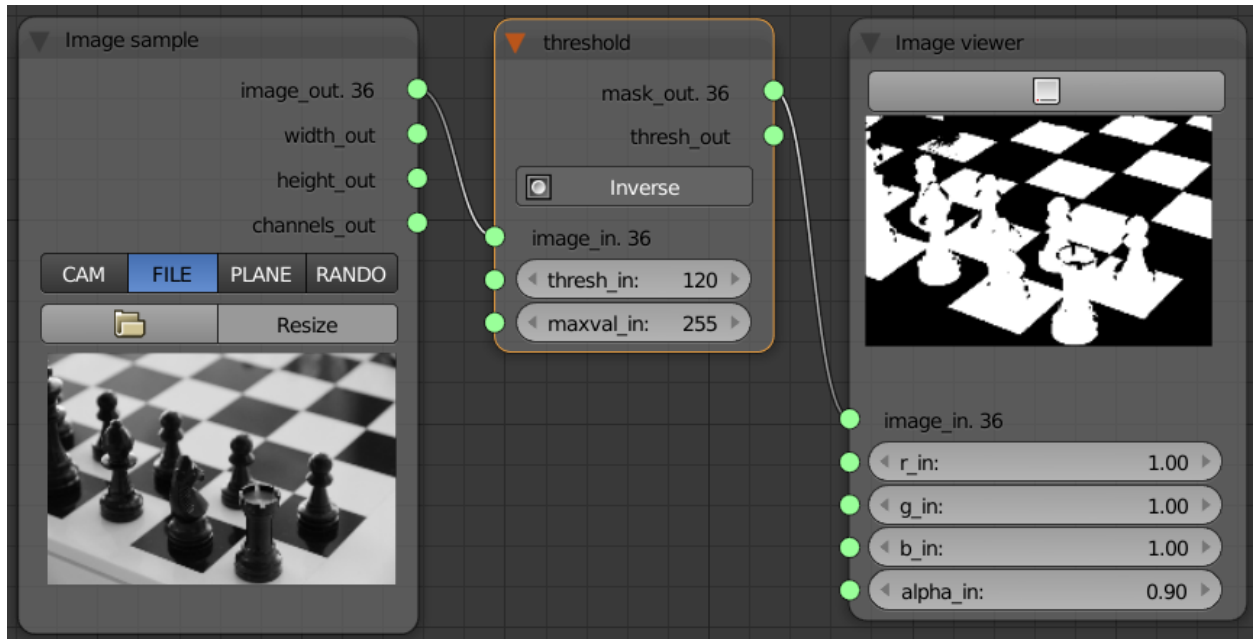 Image sample
image_out. 36
width_out
height_out
channels_out
CAM FILE PLANE RANDO
Resize
threshold
mask_out. 36
thresh_out
Inverse
image_in. 36
thresh_in: 120
maxval_in: 255
Image viewer
image_in. 36
r_in: 1.00
g_in: 1.00
b_in: 1.00
alpha_in: 0.90